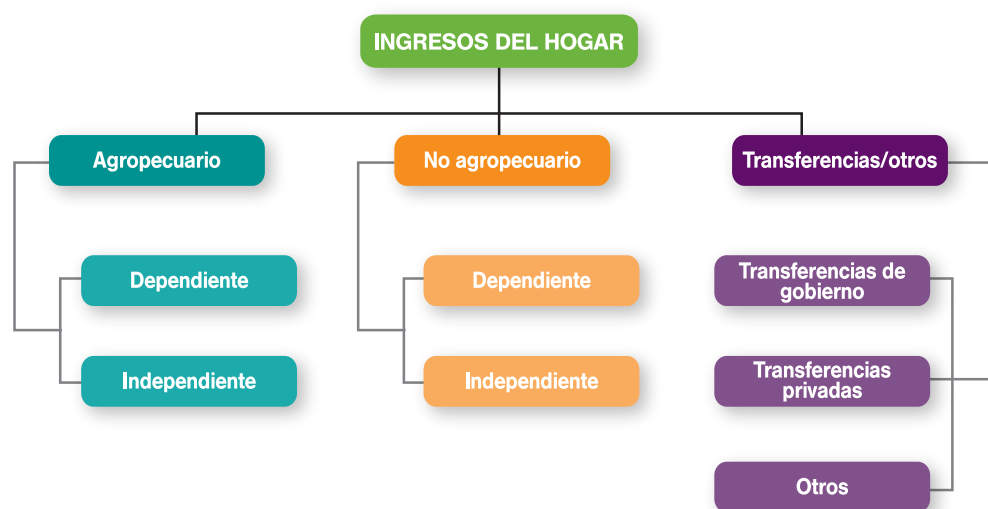 INGRESOS DEL HOGAR
Agropecuario
No agropecuario
Transferencias/otros
Dependiente
Independiente
Dependiente
Independiente
Transferencias de
gobierno
Transferencias
privadas
Otros